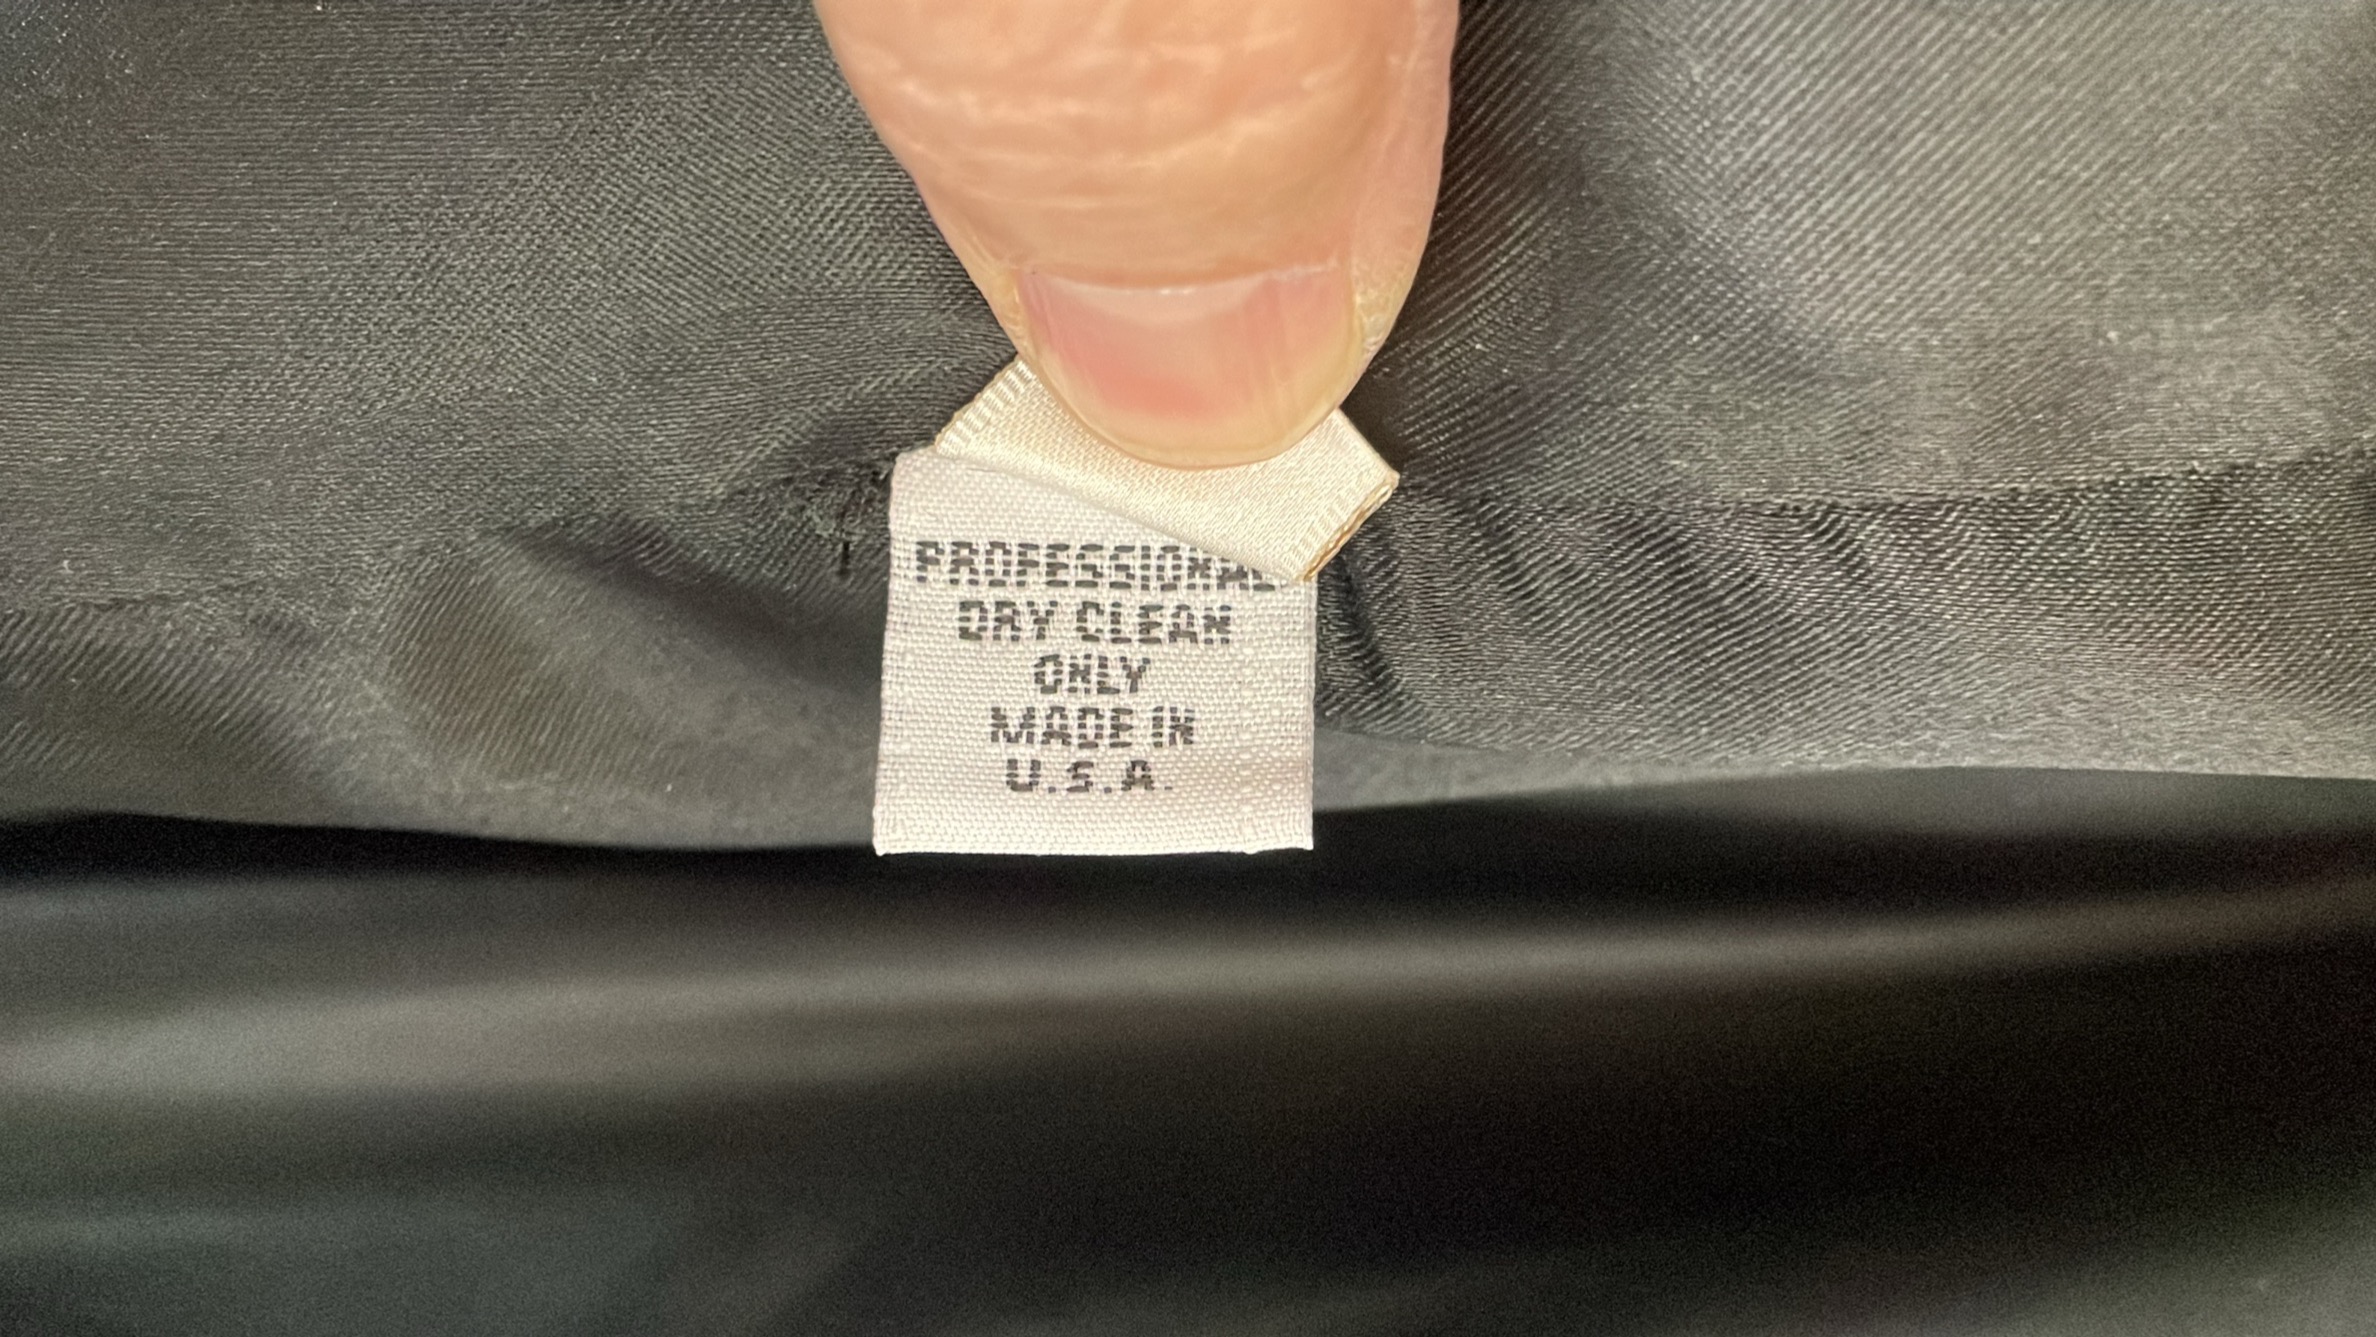 PROFESSIONAL
DRY CLEAN
ONLY
MADE IN
U.S.A.